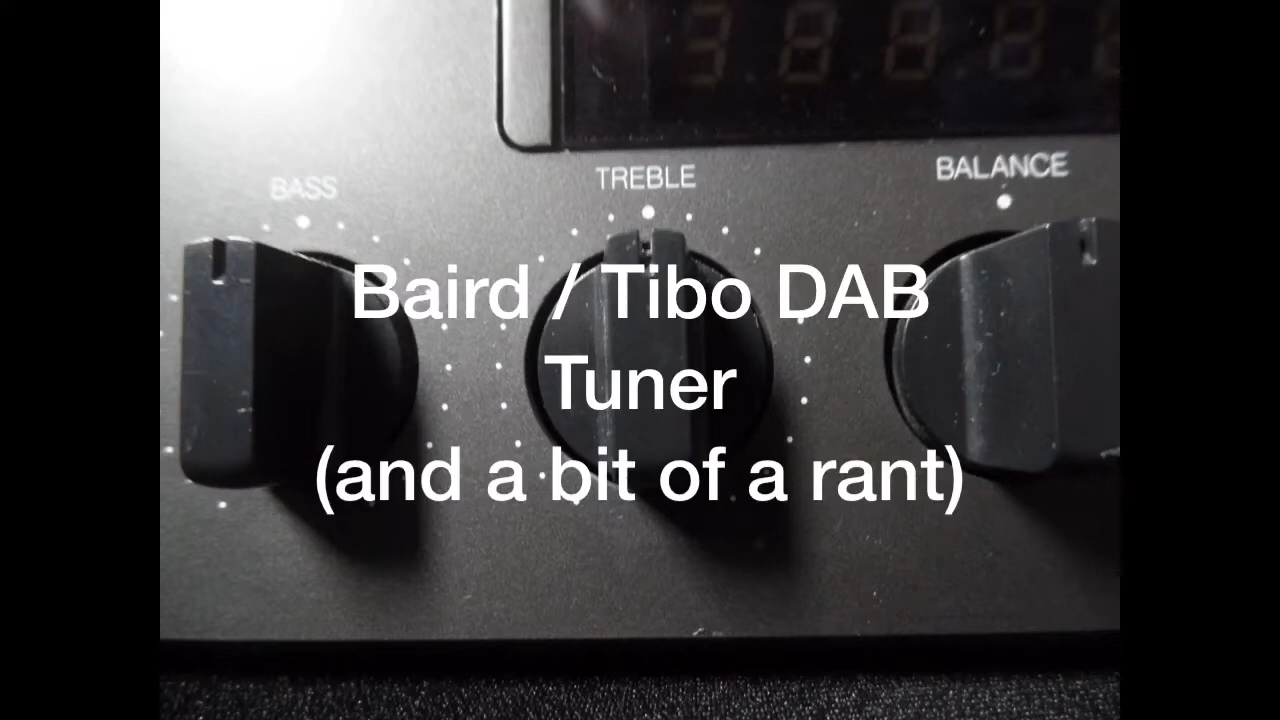 BASS
TREBLE
BALANCE
Baird / Tibo DAB
Tuner
(and a bit of a rant)